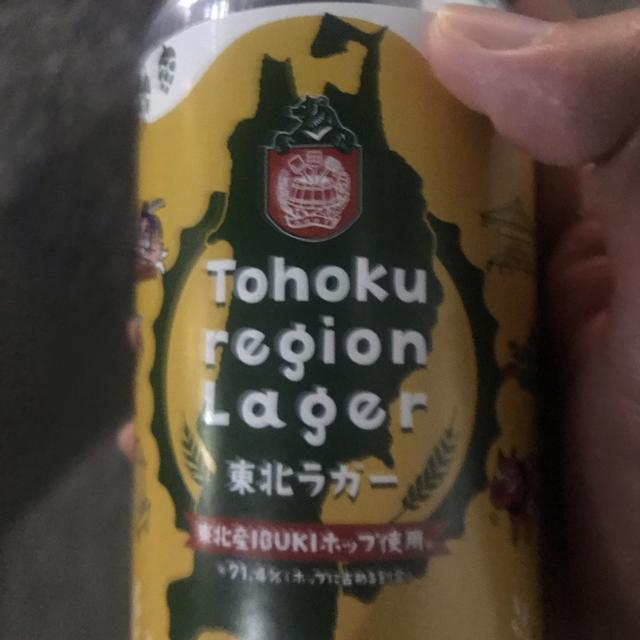 Tohoku
region
Lager
東北ラガー
東北産IBUKIホップ使用